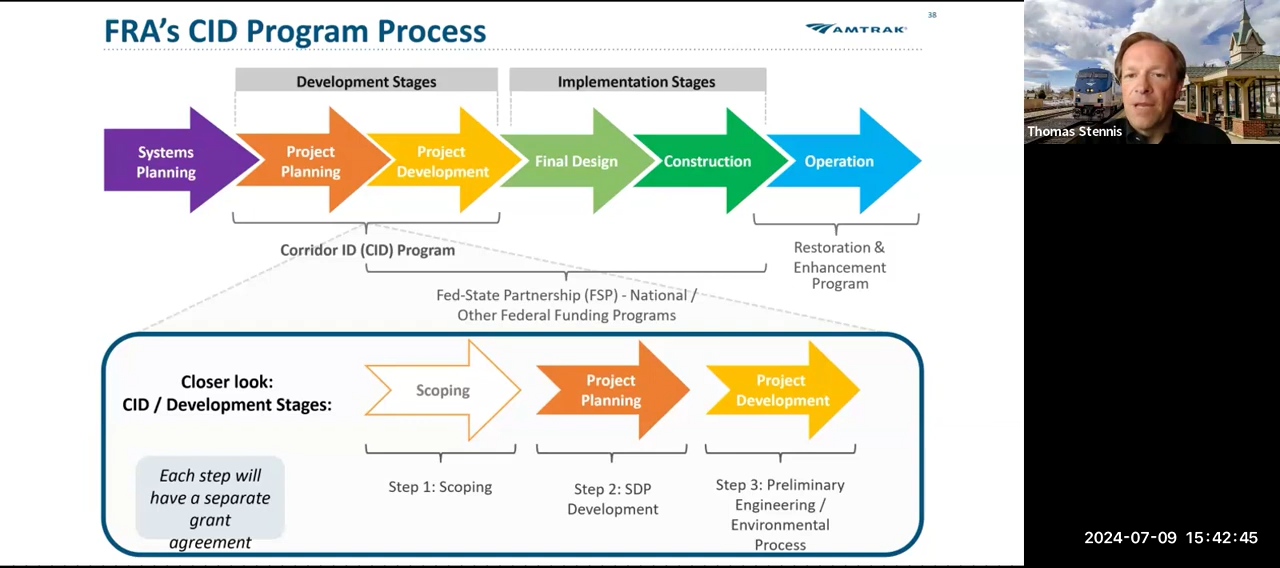 FRA's CID Program Process
AMTRAK
38
Development Stages
Implementation Stages
Systems
Planning
Project
Planning
Project
Development
Final Design
Construction
Operation
Corridor ID (CID) Program
Restoration &
Enhancement
Program
Fed-State Partnership (FSP) - National /
Other Federal Funding Programs
Closer look:
CID / Development Stages:
Scoping
Project
Planning
Project
Development
Each step will
have a separate
grant
agreement
Step 1: Scoping
Step 2: SDP
Development
Step 3: Preliminary
Engineering /
Environmental
Process
Thomas Stennis
2024-07-09 15:42:45